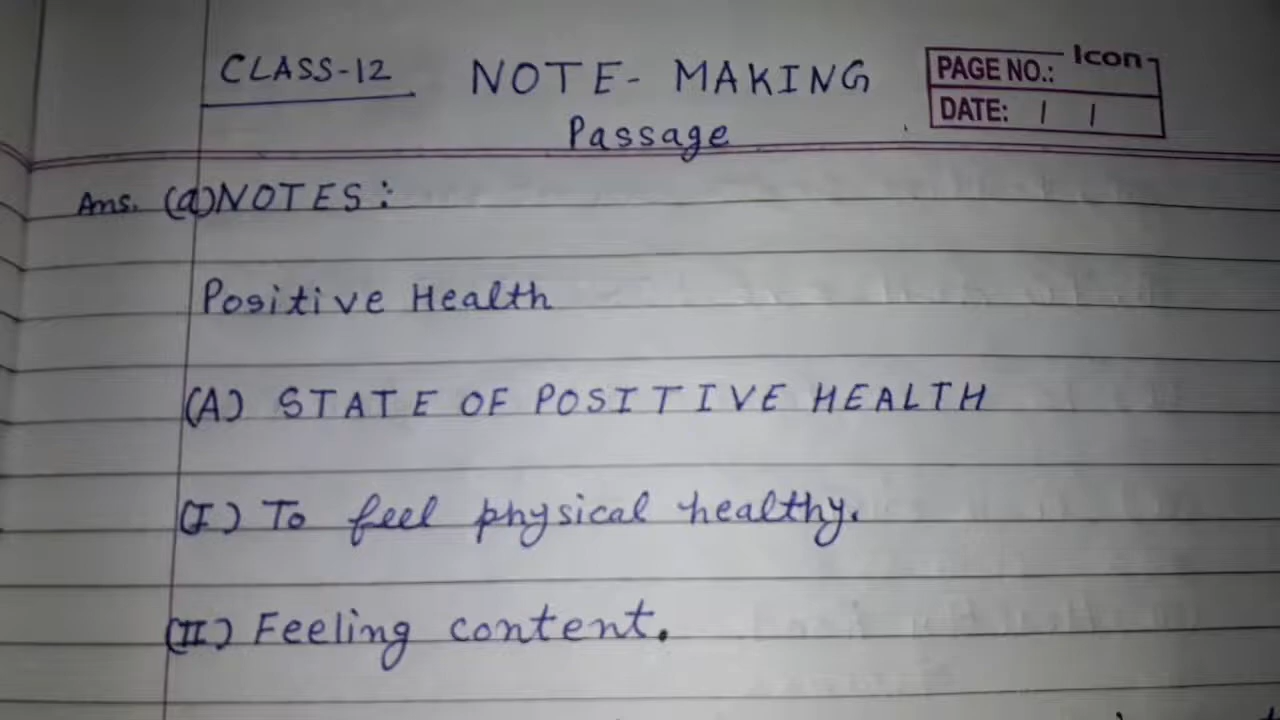 CLASS-12 NOTE-MAKING
Passage
Icon
PAGE NO.:
DATE: / /
Ans. (a) NOTES:
Positive Health
(A) STATE OF POSITIVE HEALTH
(I) To feel physical healthy.
(II) Feeling content.